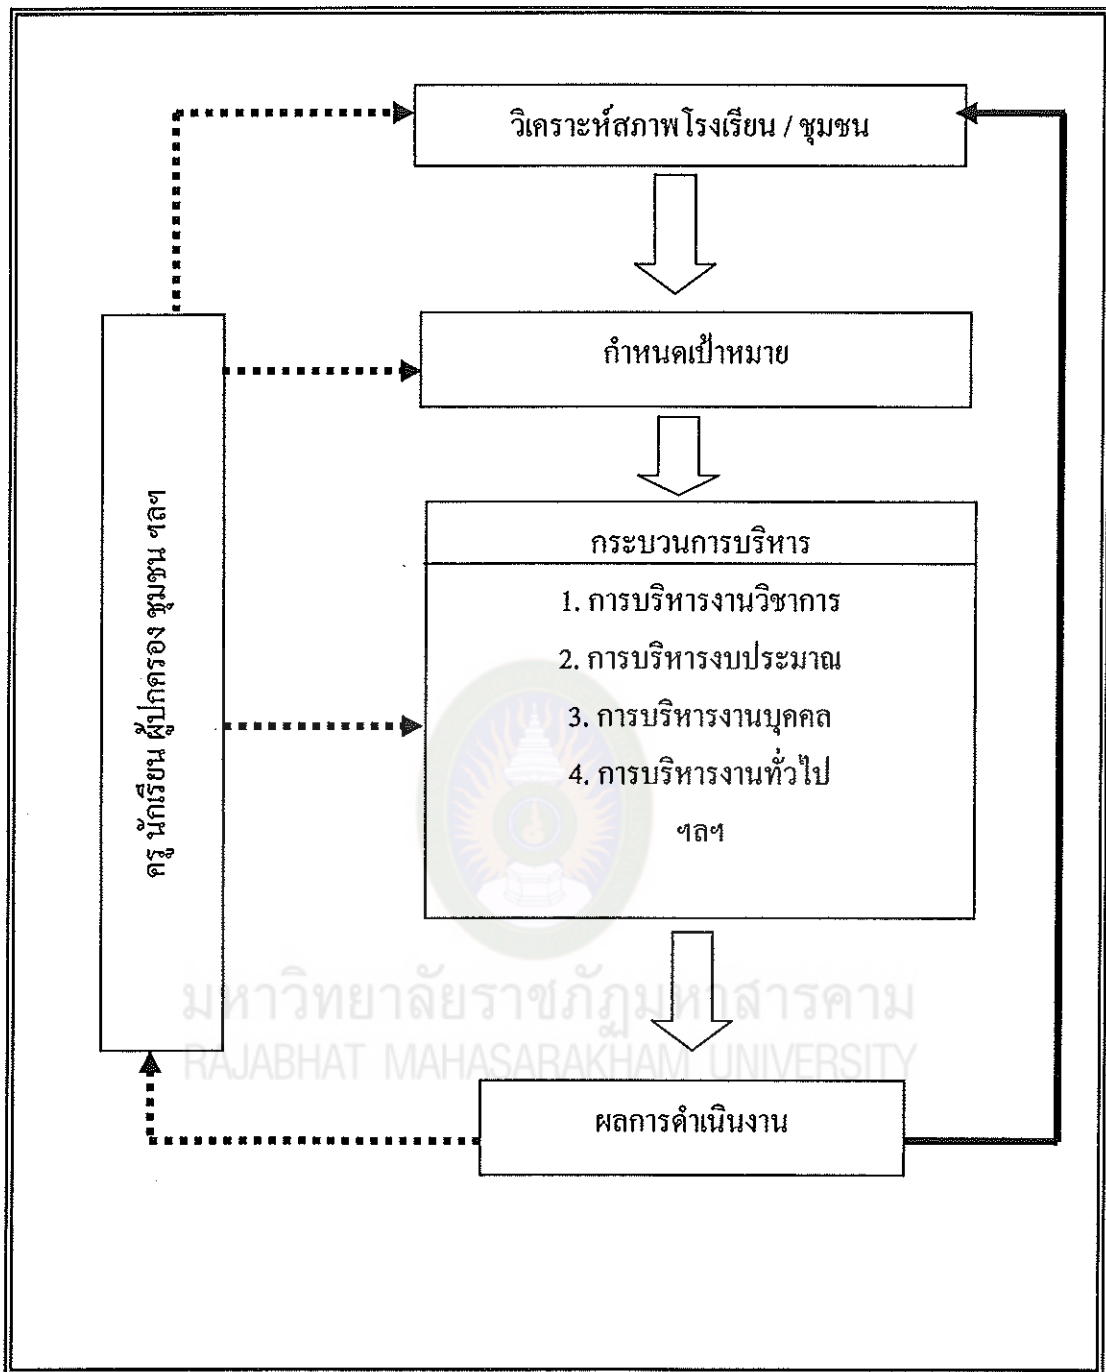 วิเคราะห์สภาพโรงเรียน / ชุมชน
กำหนดเป้าหมาย
ครู นักเรียน ผู้ปกครอง ชุมชน ฯลฯ
กระบวนการบริหาร
1. การบริหารงานวิชาการ
2. การบริหารงบประมาณ
3. การบริหารงานบุคคล
4. การบริหารงานทั่วไป
ฯลฯ
มหาวิทยาลัยราชภัฏมหาสารคาม
RAJABHAT MAHASARAKHAM UNIVERSITY
ผลการดำเนินงาน